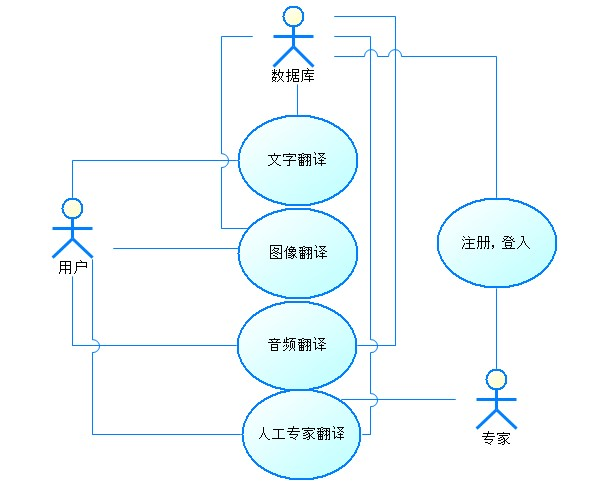 数据库
文字翻译
用户
图像翻译
注册，登入
音频翻译
人工专家翻译
专家